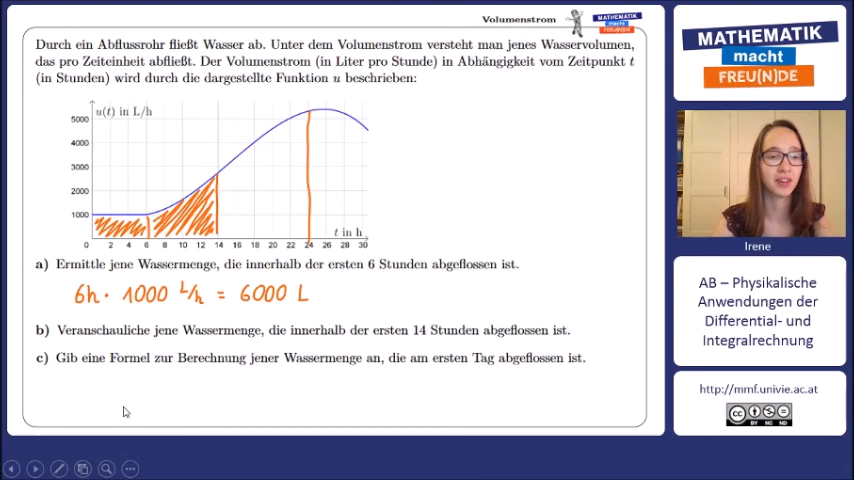 Volumenstrom
MATHEMATIK
macht
FREU(N)DE
Durch ein Abflussrohr fließt Wasser ab. Unter dem Volumenstrom versteht man jenes Wasservolumen,
das pro Zeiteinheit abfließt. Der Volumenstrom (in Liter pro Stunde) in Abhängigkeit vom Zeitpunkt t
(in Stunden) wird durch die dargestellte Funktion u beschrieben:
u(t) in L/h
5000
4000
3000
2000
1000
t in h
0 2 4 6 8 10 12 14 16 18 20 22 24 26 28 30
a) Ermittle jene Wassermenge, die innerhalb der ersten 6 Stunden abgeflossen ist.
6h · 1000 L/h = 6000 L
b) Veranschauliche jene Wassermenge, die innerhalb der ersten 14 Stunden abgeflossen ist.
c) Gib eine Formel zur Berechnung jener Wassermenge an, die am ersten Tag abgeflossen ist.
MATHEMATIK
macht
FREU(N)DE
Irene
AB – Physikalische
Anwendungen der
Differential- und
Integralrechnung
http://mmf.univie.ac.at
cc
BY NC ND